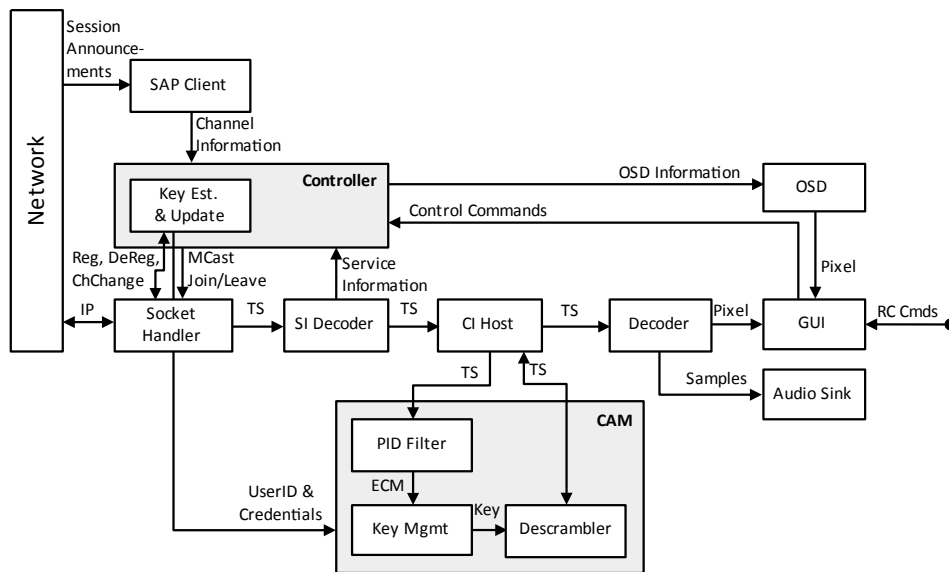 Session
Announce-
ments
SAP Client
Network
Channel
Information
Controller
Key Est.
& Update
OSD Information
OSD
Control Commands
Reg, DeReg,
ChChange
MCast
Join/Leave
Service
Information
Pixel
IP
Socket
Handler
TS
SI Decoder
TS
CI Host
TS
Decoder
Pixel
GUI
RC Cmds
TS
TS
Samples
Audio Sink
CAM
PID Filter
ECM
UserID &
Credentials
Key Mgmt
Key
Descrambler